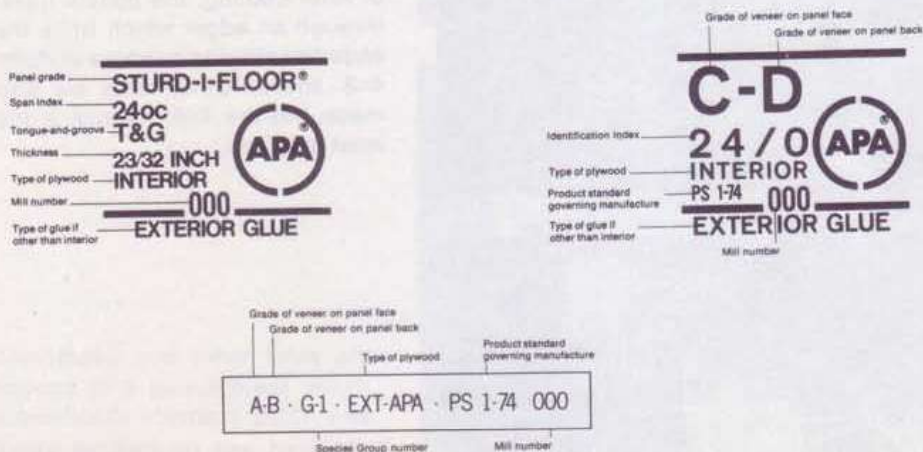 Panel grade
STURD-I-FLOOR®
Span Index
24oc
Tongue-and-groove
T&G
Thickness
23/32 INCH
Type of plywood
INTERIOR
Mill number
000
Type of glue if
other than interior
EXTERIOR GLUE
APA®
Grade of veneer on panel face
Grade of veneer on panel back
C-D
Identification Index
24/0
Type of plywood
INTERIOR
Product standard
governing manufacture
PS 1-74
000
Type of glue if
other than interior
EXTERIOR GLUE
Mill number
APA®
Grade of veneer on panel face
Grade of veneer on panel back
Type of plywood
Product standard
governing manufacture
A-B · G-1 · EXT-APA · PS 1-74 000
Species Group number
Mill number